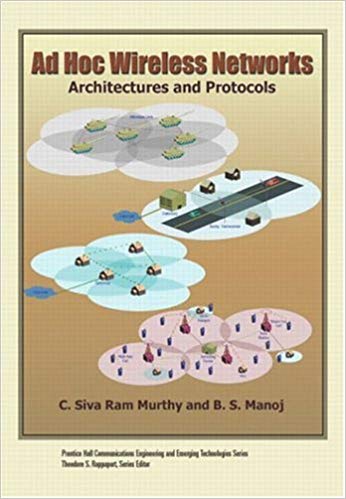 Ad Hoc Wireless Networks
Architectures and Protocols
C. Siva Ram Murthy and B. S. Manoj
Prentice Hall Communications Engineering and Emerging Technologies Series
Theodore S. Rappaport, Series Editor